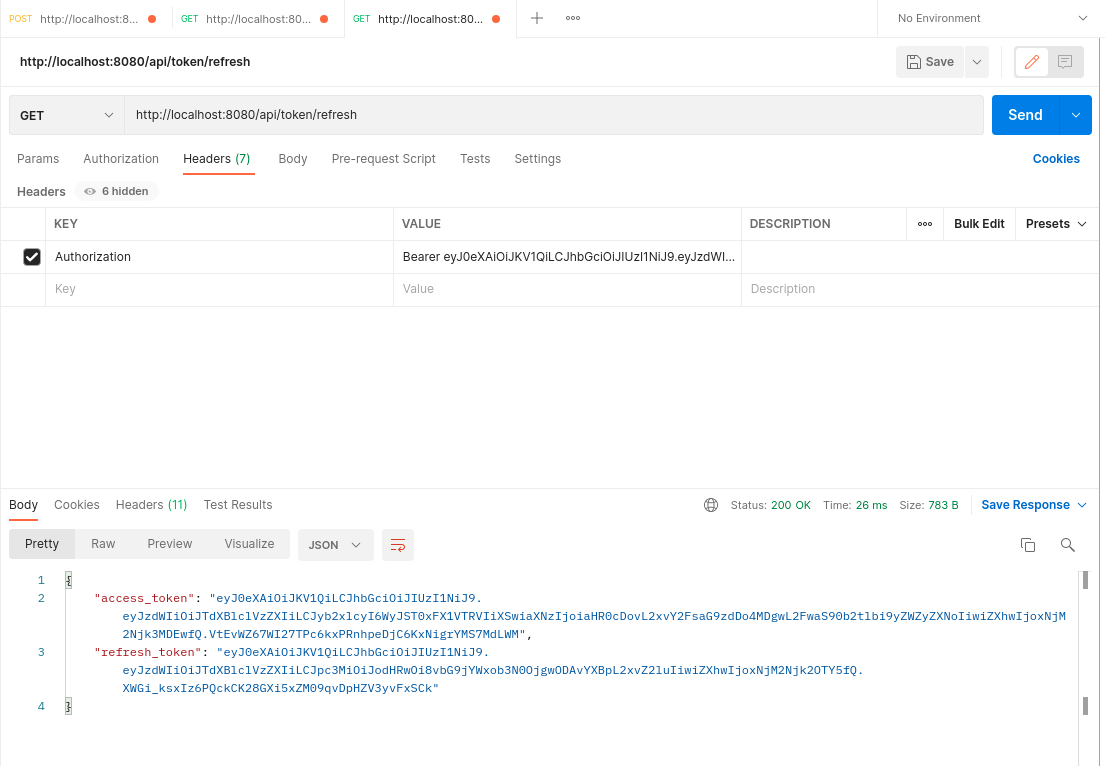 POST http://localhost:8... GET http://localhost:80... GET http://localhost:80... No Environment
http://localhost:8080/api/token/refresh Save
GET http://localhost:8080/api/token/refresh Send
Params Authorization Headers (7) Body Pre-request Script Tests Settings Cookies
Headers 6 hidden
KEY VALUE DESCRIPTION Bulk Edit Presets
Authorization Bearer eyJ0eXAiOiJKV1QiLCJhbGciOiJIUzI1NiJ9.eyJzdWI...
Key Value Description
Body Cookies Headers (11) Test Results Status: 200 OK Time: 26 ms Size: 783 B Save Response
Pretty Raw Preview Visualize JSON
1 {
2 "access_token": "eyJ0eXAiOiJKV1QiLCJhbGciOiJIUzI1NiJ9.
eyJzdWIiOiJTdXBlclVzZXIiLCJyb2xlcyI6WyJST0xFX1VTRVIiXSwiaXNzIjoiaHR0cDovL2xvY2FsaG9zdDo4MDgwL2FwaS90b2tlbi9yZWZyZXNoIiwiZXhwIjoxNjM
2Njk3MDEwfQ.VtEvWZ67WI27TPc6kxPRnhpeDjC6KxNigrYMS7MdLWM",
3 "refresh_token": "eyJ0eXAiOiJKV1QiLCJhbGciOiJIUzI1NiJ9.
eyJzdWIiOiJTdXBlclVzZXIiLCJpc3MiOiJodHRwOi8vbG9jYWxob3N0OjgwODAvYXBpL2xvZ2luIiwiZXhwIjoxNjM2Njk2OTY5fQ.
XWGi_ksxIz6PQckCK28GXi5xZM09qvDpHZV3yvFxSCk"
4 }